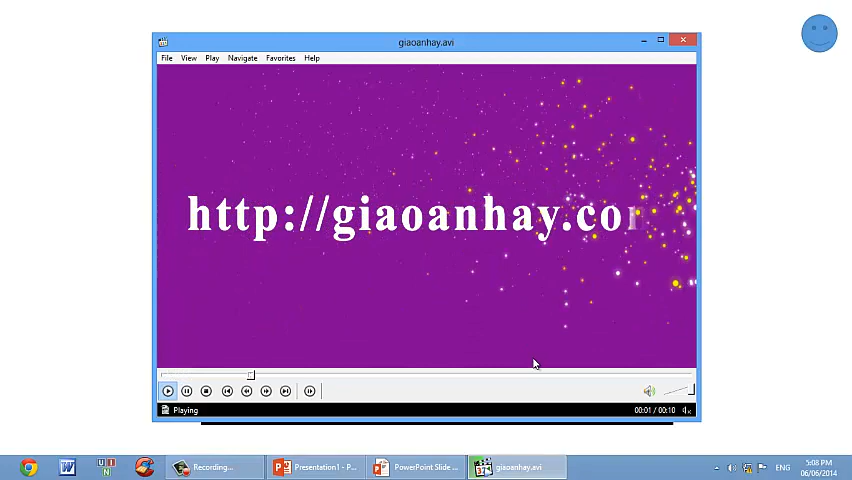 giaoanhay.avi
File View Play Navigate Favorites Help
http://giaoanhay.com
Playing
00:01 / 00:10
Recording...
Presentation1 - P...
PowerPoint Slide ...
giaoanhay.avi
ENG
5:08 PM
06/06/2014